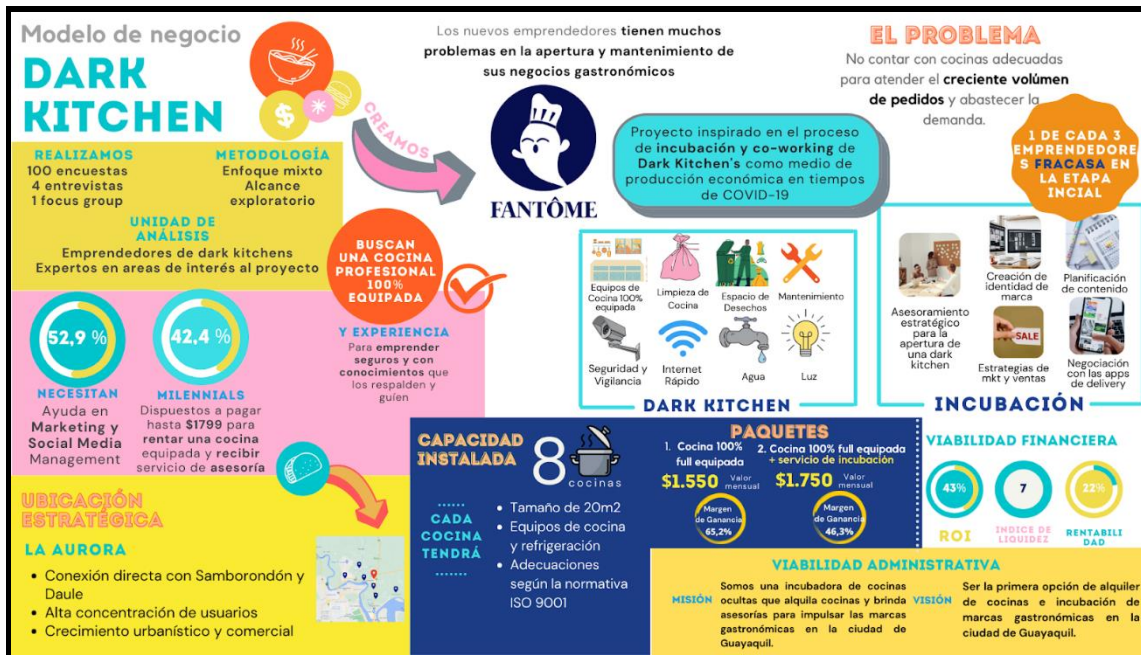 Modelo de negocio
DARK
KITCHEN
REALIZAMOS
100 encuestas
4 entrevistas
1 focus group
METODOLOGÍA
Enfoque mixto
Alcance
exploratorio
UNIDAD DE
ANÁLISIS
Emprendedores de dark kitchens
Expertos en areas de interés al proyecto
CREAMOS
Los nuevos emprendedores tienen muchos
problemas en la apertura y mantenimiento de
sus negocios gastronómicos
FANTÔME
Proyecto inspirado en el proceso
de incubación y co-working de
Dark Kitchen's como medio de
producción económica en tiempos
de COVID-19
EL PROBLEMA
No contar con cocinas adecuadas
para atender el creciente volúmen
de pedidos y abastecer la
demanda.
1 DE CADA 3
EMPRENDEDORE
S FRACASA EN
LA ETAPA
INCIAL
BUSCAN
UNA COCINA
PROFESIONAL
100%
EQUIPADA
Y EXPERIENCIA
Para emprender
seguros y con
conocimientos que
los respalden y
guíen
52,9 %
NECESITAN
Ayuda en
Marketing y
Social Media
Management
42,4 %
MILENNIALS
Dispuestos a pagar
hasta $1799 para
rentar una cocina
equipada y recibir
servicio de asesoría
Equipos de
Cocina 100%
equipada
Limpieza de
Cocina
Espacio de
Desechos
Mantenimiento
Seguridad y
Vigilancia
Internet
Rápido
Agua
Luz
DARK KITCHEN
Asesoramiento
estratégico
para la
apertura de
una dark
kitchen
Creación de
identidad de
marca
Planificación
de contenido
SALE
Estrategias de
mkt y ventas
Negociación
con las apps
de delivery
INCUBACIÓN
UBICACIÓN
ESTRATÉGICA
LA AURORA
• Conexión directa con Samborondón y
Daule
• Alta concentración de usuarios
• Crecimiento urbanístico y comercial
CAPACIDAD
INSTALADA
8
cocinas
CADA
COCINA
TENDRÁ
• Tamaño de 20m2
• Equipos de cocina
y refrigeración
• Adecuaciones
según la normativa
ISO 9001
PAQUETES
1. Cocina 100%
full equipada
$1.550 Valor
mensual
Margen
de Ganancia
65,2%
2. Cocina 100% full equipada
+ servicio de incubación
$1.750 Valor
mensual
Margen
de Ganancia
46,3%
VIABILIDAD FINANCIERA
43%
ROI
7
INDICE DE
LIQUIDEZ
22%
RENTABILI
DAD
VIABILIDAD ADMINISTRATIVA
MISIÓN
Somos una incubadora de cocinas
ocultas que alquila cocinas y brinda
asesorías para impulsar las marcas
gastronómicas en la ciudad de
Guayaquil.
VISIÓN
Ser la primera opción de alquiler
de cocinas e incubación de
marcas gastronómicas en la
ciudad de Guayaquil.